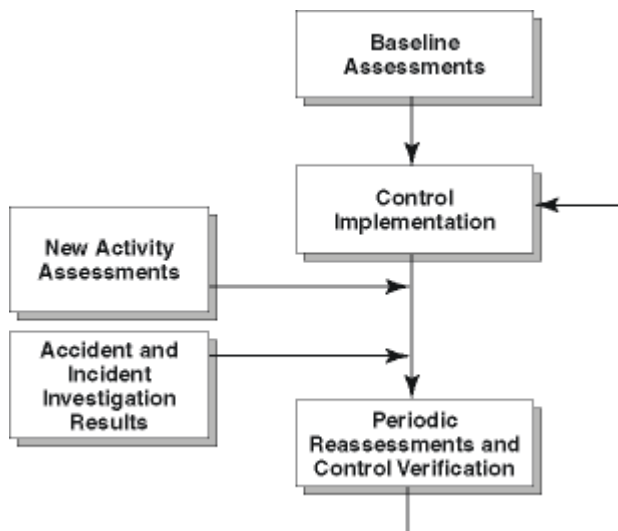 Baseline
Assessments
Control
Implementation
New Activity
Assessments
Accident and
Incident
Investigation
Results
Periodic
Reassessments and
Control Verification